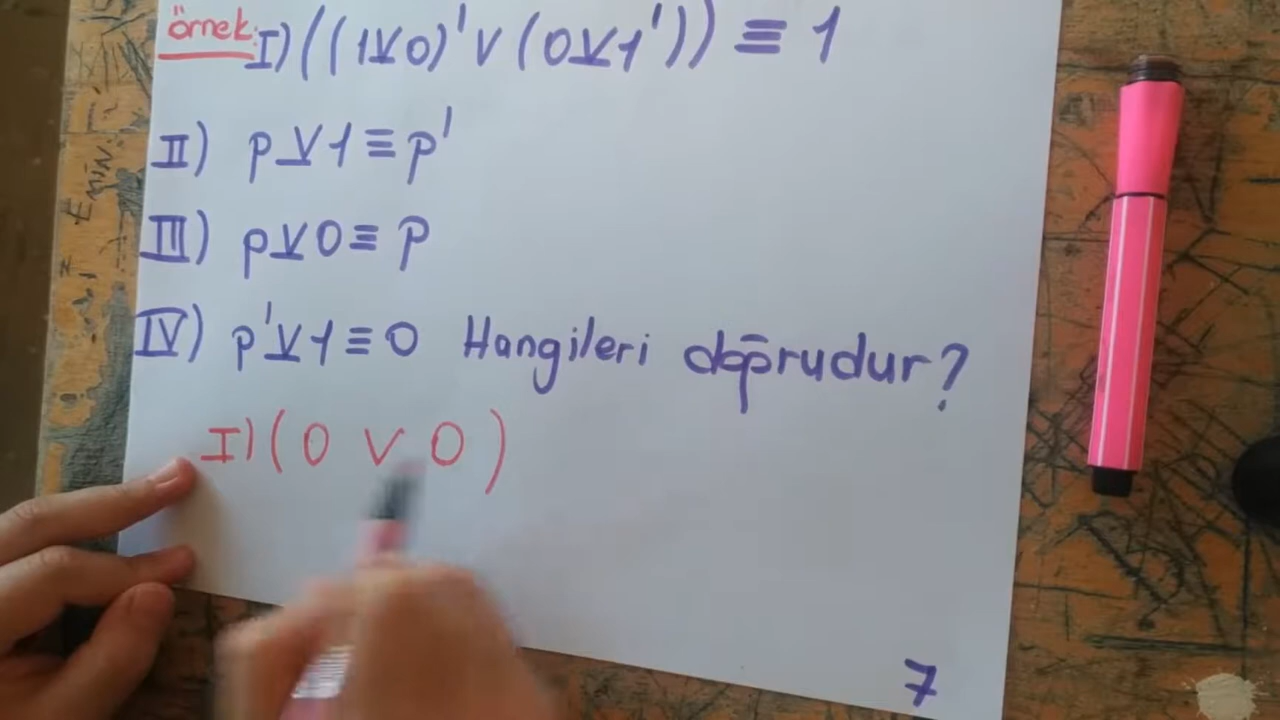 örnek: I) ((1⊻0)' ∨ (0⊻1')) ≡ 1
II) p⊻1≡p'
III) p⊻0≡p
IV) p'⊻1≡0 Hangileri doğrudur?
I) (0 ∨ 0)
7